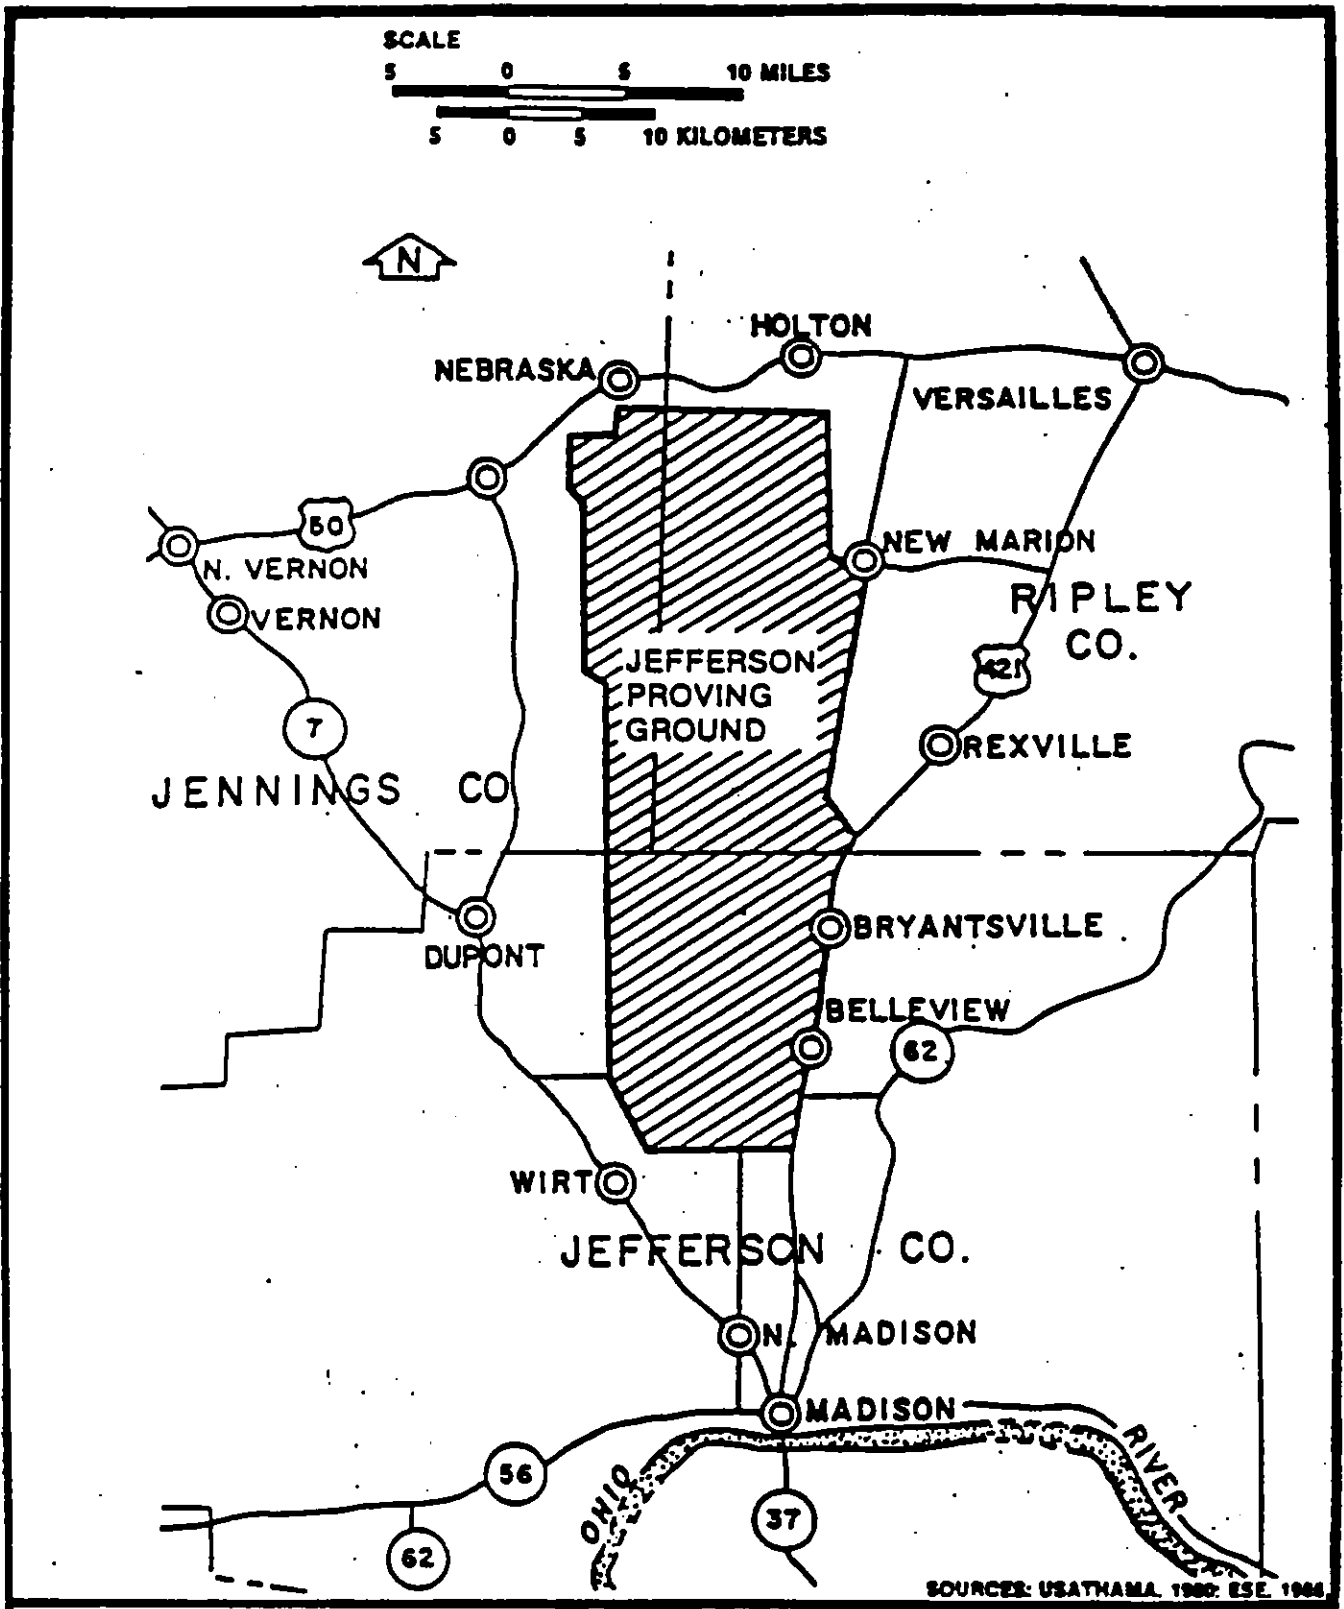 SCALE
5 0 5 10 MILES
5 0 5 10 KILOMETERS
N
HOLTON
NEBRASKA
VERSAILLES
50
NEW MARION
N. VERNON
RIPLEY
CO.
VERNON
JEFFERSON
PROVING
GROUND
421
7
REXVILLE
JENNINGS CO
BRYANTSVILLE
DUPONT
BELLEVIEW
62
WIRT
JEFFERSON CO.
N. MADISON
MADISON
RIVER
56
OHIO
37
62
SOURCES: USATHAMA, 1980; ESE, 1988